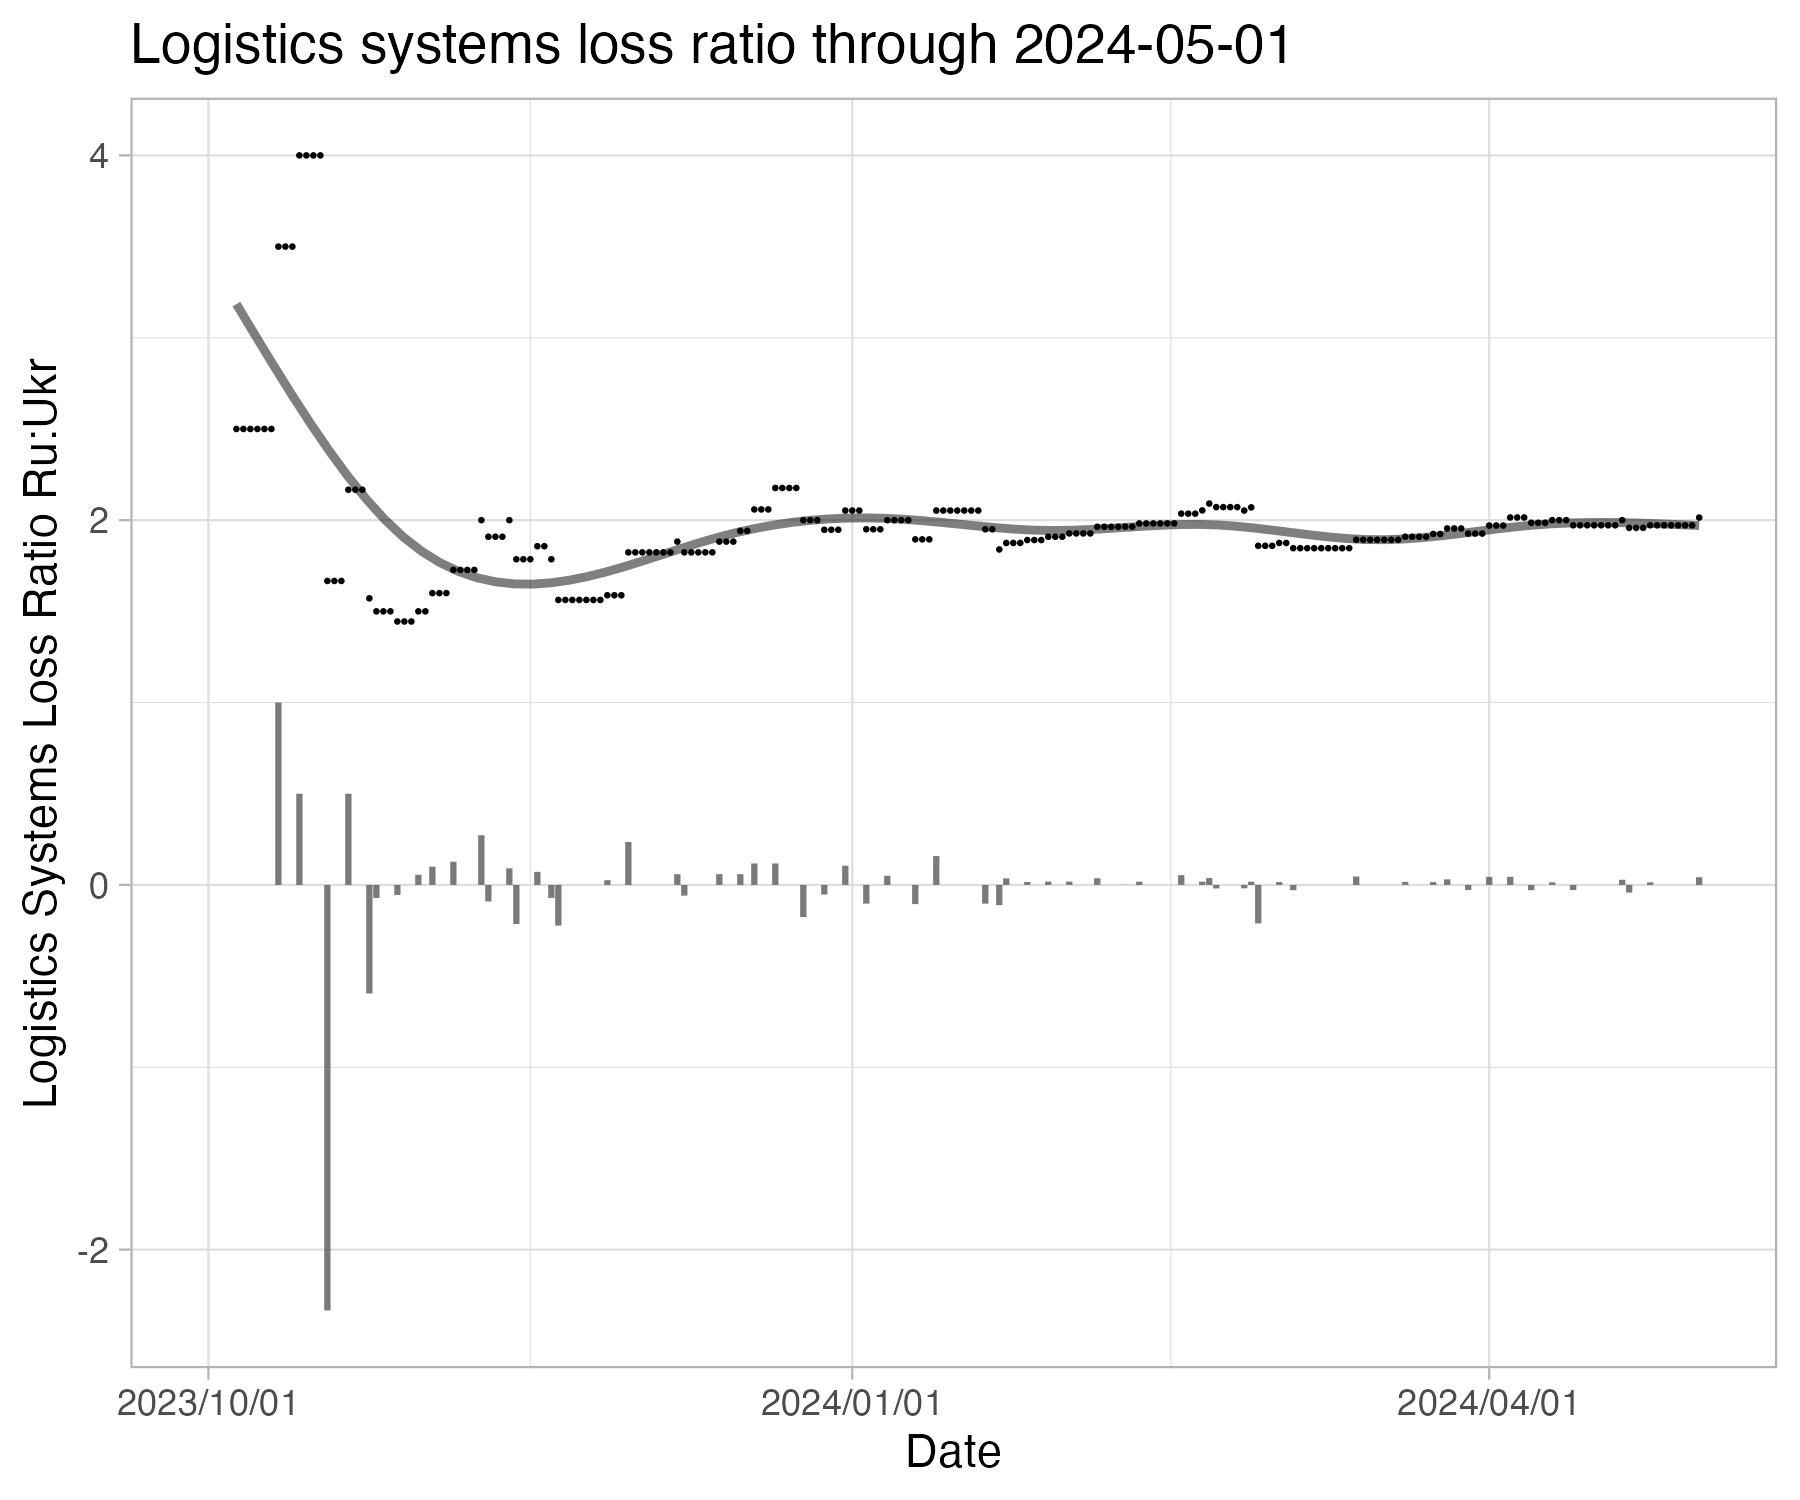 Logistics systems loss ratio through 2024-05-01
Logistics Systems Loss Ratio Ru:Ukr
4
2
0
-2
2023/10/01
2024/01/01
2024/04/01
Date